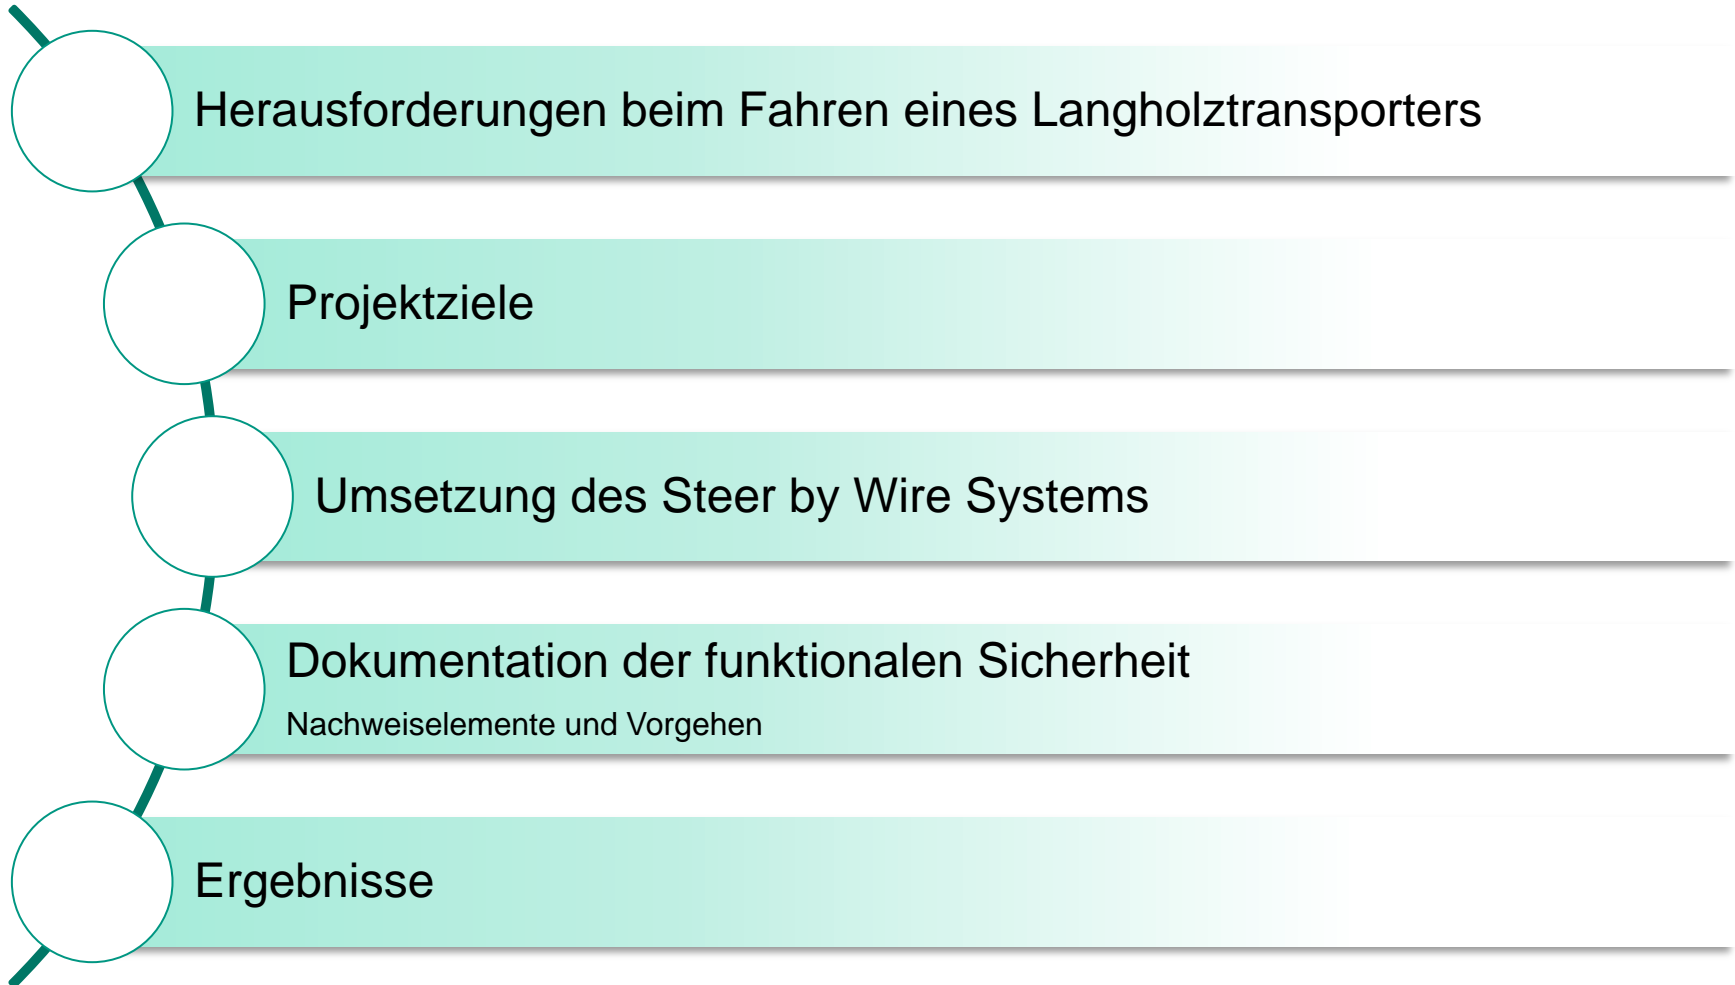 Herausforderungen beim Fahren eines Langholztransporters
Projektziele
Umsetzung des Steer by Wire Systems
Dokumentation der funktionalen Sicherheit
Nachweiselemente und Vorgehen
Ergebnisse